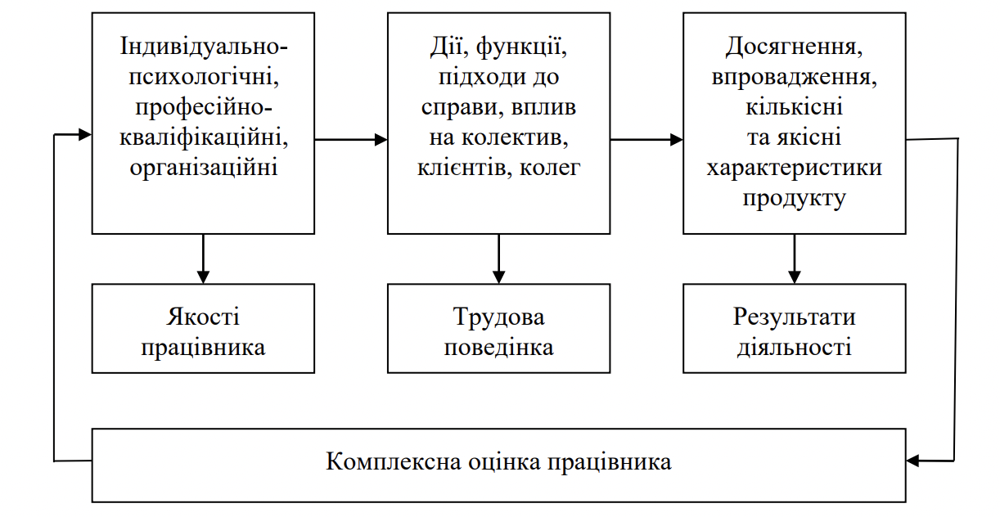 Індивідуально-
психологічні,
професійно-
кваліфікаційні,
організаційні
Дії, функції,
підходи до
справи, вплив
на колектив,
клієнтів, колег
Досягнення,
впровадження,
кількісні
та якісні
характеристики
продукту
Якості
працівника
Трудова
поведінка
Результати
діяльності
Комплексна оцінка працівника